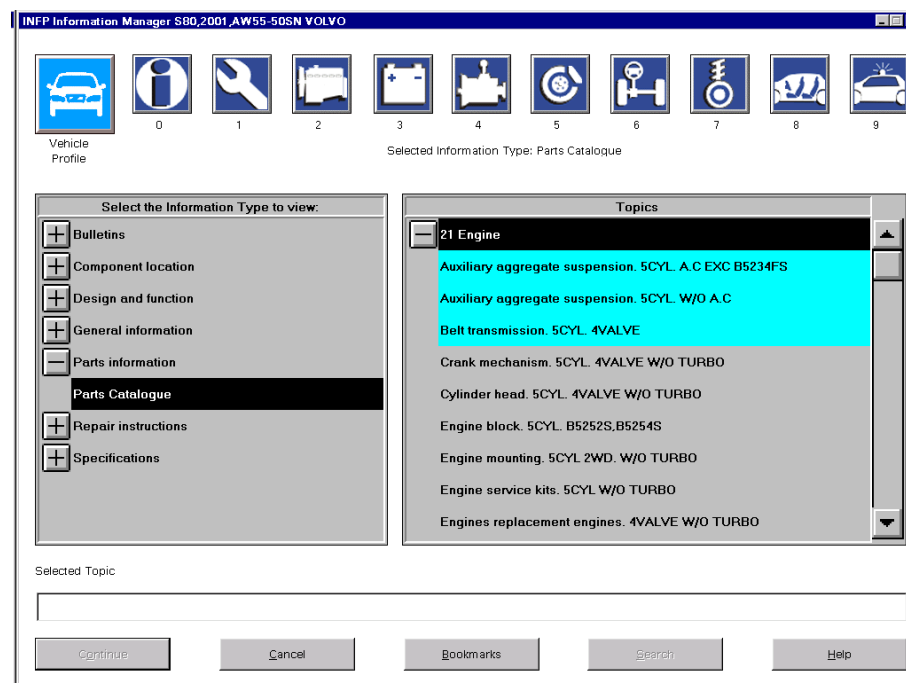 INFP Information Manager S80,2001,AW55-50SN VOLVO
0 1 2 3 4 5 6 7 8 9
Vehicle
Profile
Selected Information Type: Parts Catalogue
Select the Information Type to view:
Bulletins
Component location
Design and function
General information
Parts information
Parts Catalogue
Repair instructions
Specifications
Topics
21 Engine
Auxiliary aggregate suspension. 5CYL. A.C EXC B5234FS
Auxiliary aggregate suspension. 5CYL. W/O A.C
Belt transmission. 5CYL. 4VALVE
Crank mechanism. 5CYL. 4VALVE W/O TURBO
Cylinder head. 5CYL. 4VALVE W/O TURBO
Engine block. 5CYL. B5252S,B5254S
Engine mounting. 5CYL 2WD. W/O TURBO
Engine service kits. 5CYL W/O TURBO
Engines replacement engines. 4VALVE W/O TURBO
Selected Topic
Continue Cancel Bookmarks Search Help